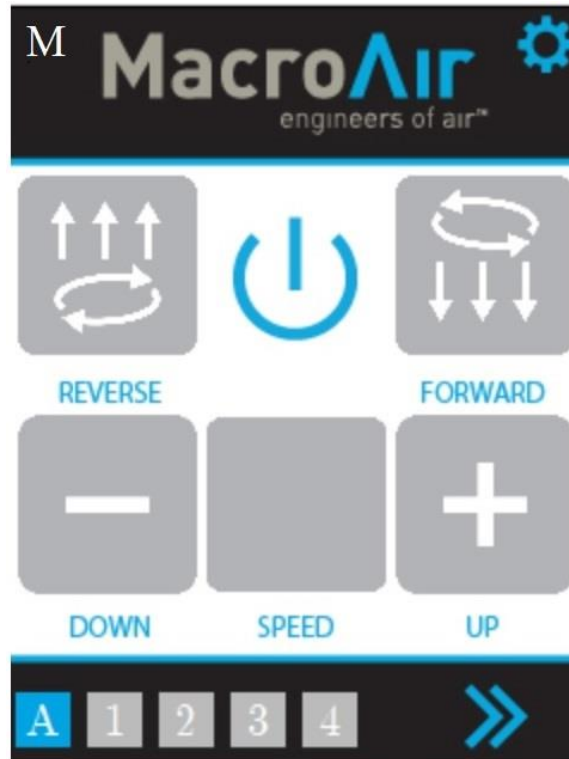 M
MacroAir
engineers of air™
REVERSE
FORWARD
DOWN
SPEED
UP
A 1 2 3 4